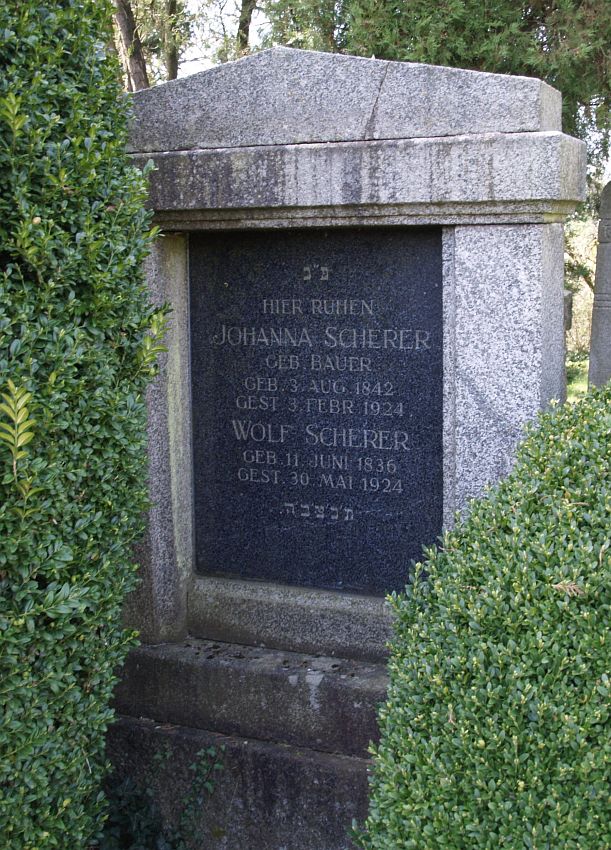 פ״נ
HIER RUHEN
JOHANNA SCHERER
GEB. BAUER
GEB. 3. AUG. 1842
GEST. 3. FEBR. 1924
WOLF SCHERER
GEB. 11. JUNI 1836
GEST. 30. MAI 1924
תנצבה